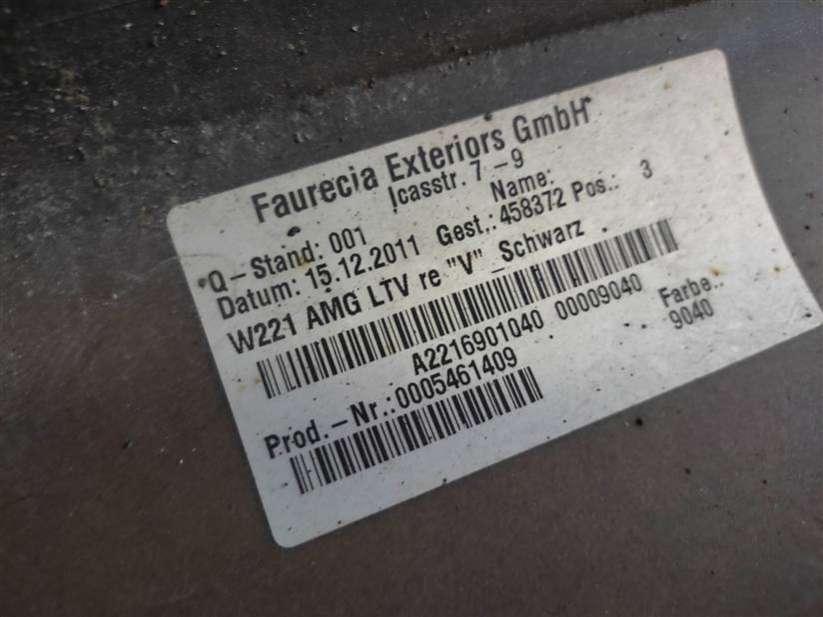 Faurecia Exteriors GmbH
Icasstr. 7-9
Q-Stand: 001 Name:
Datum: 15.12.2011 Gest.: 458372 Pos.: 3
W221 AMG LTV re "V" _Schwarz
A2216901040 00009040
Farbe..
Prod.-Nr.:0005461409 9040